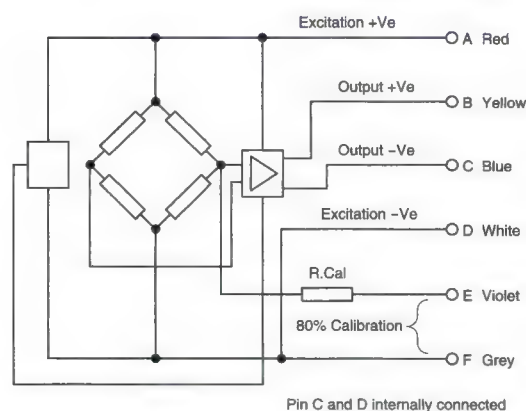 Excitation +Ve
A Red
Output +Ve
B Yellow
Output −Ve
C Blue
Excitation −Ve
D White
R.Cal
E Violet
80% Calibration
F Grey
Pin C and D internally connected